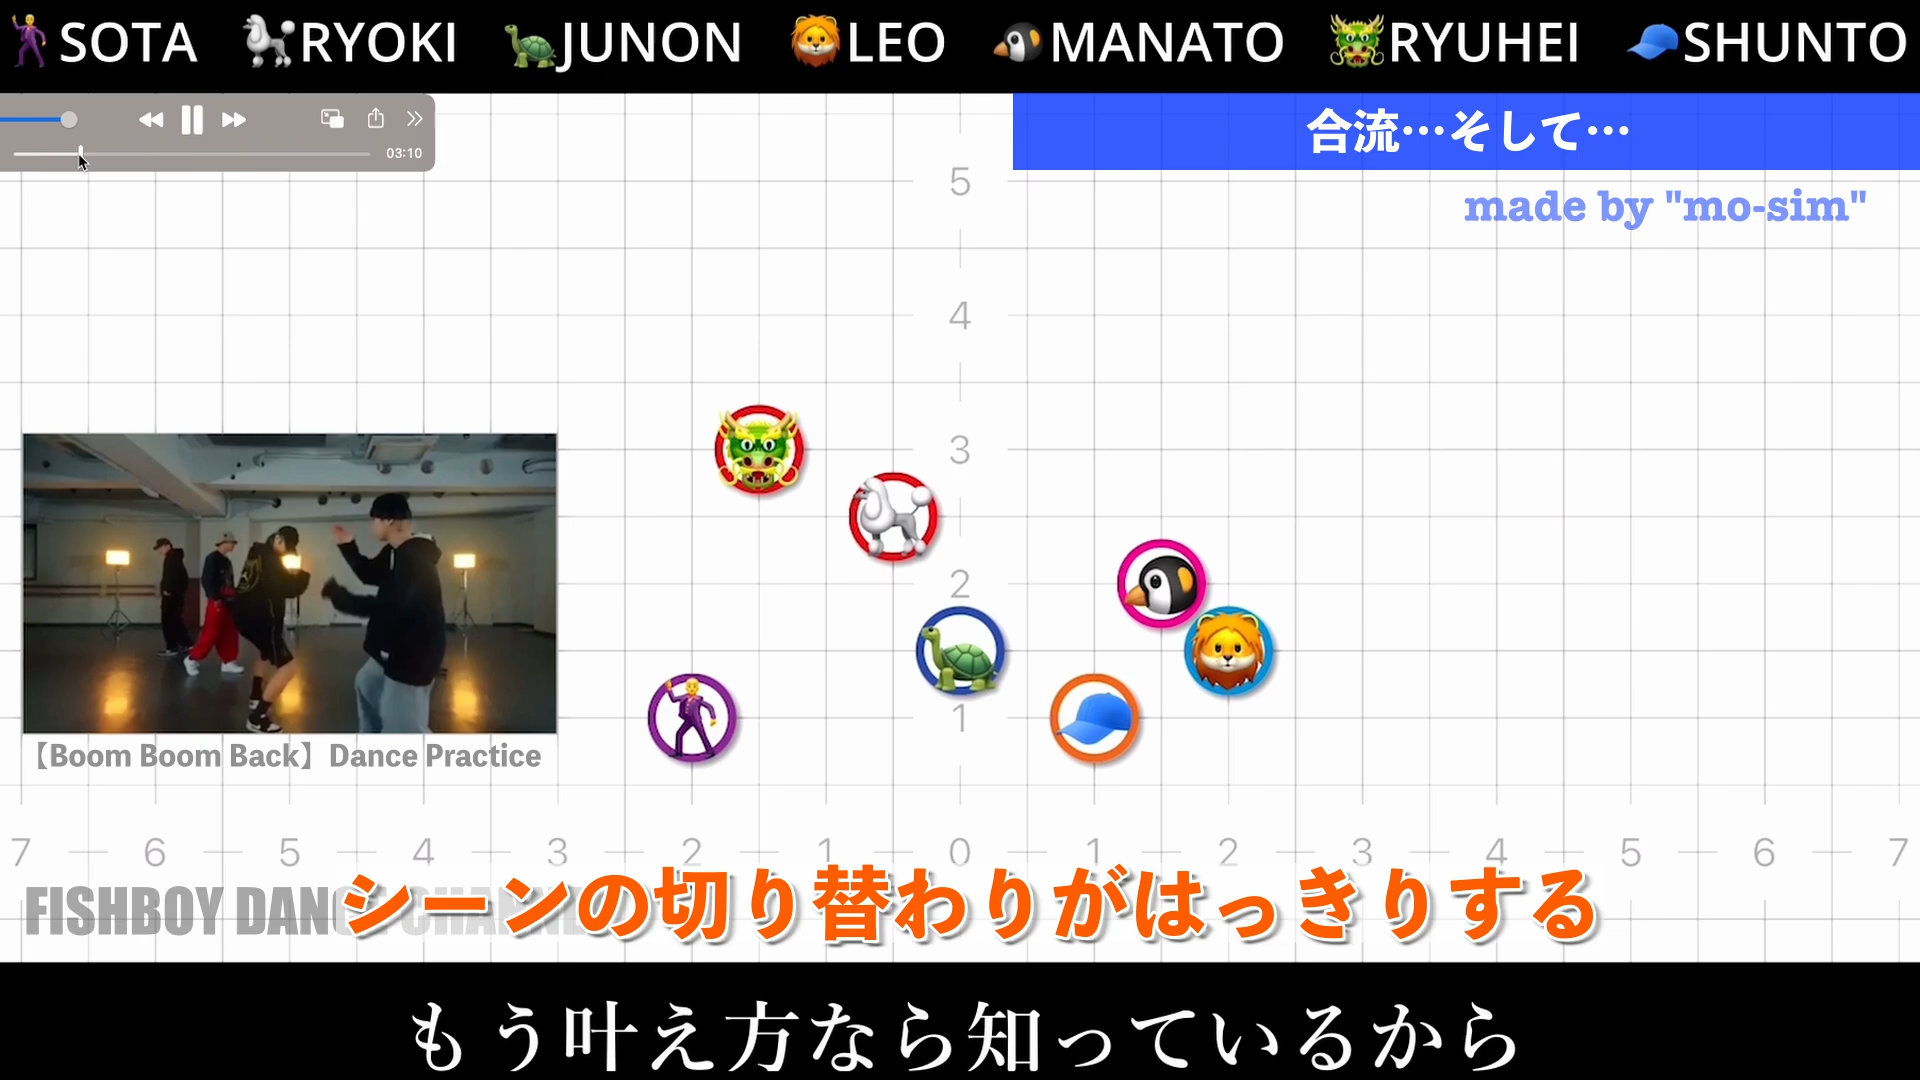 SOTA RYOKI JUNON LEO MANATO RYUHEI SHUNTO
03:10
合流…そして…
made by "mo-sim"
5
4
3
2
1
【Boom Boom Back】Dance Practice
7 6 5 4 3 2 1 0 1 2 3 4 5 6 7
FISHBOY DANCE CHANNEL
シーンの切り替わりがはっきりする
もう叶え方なら知っているから